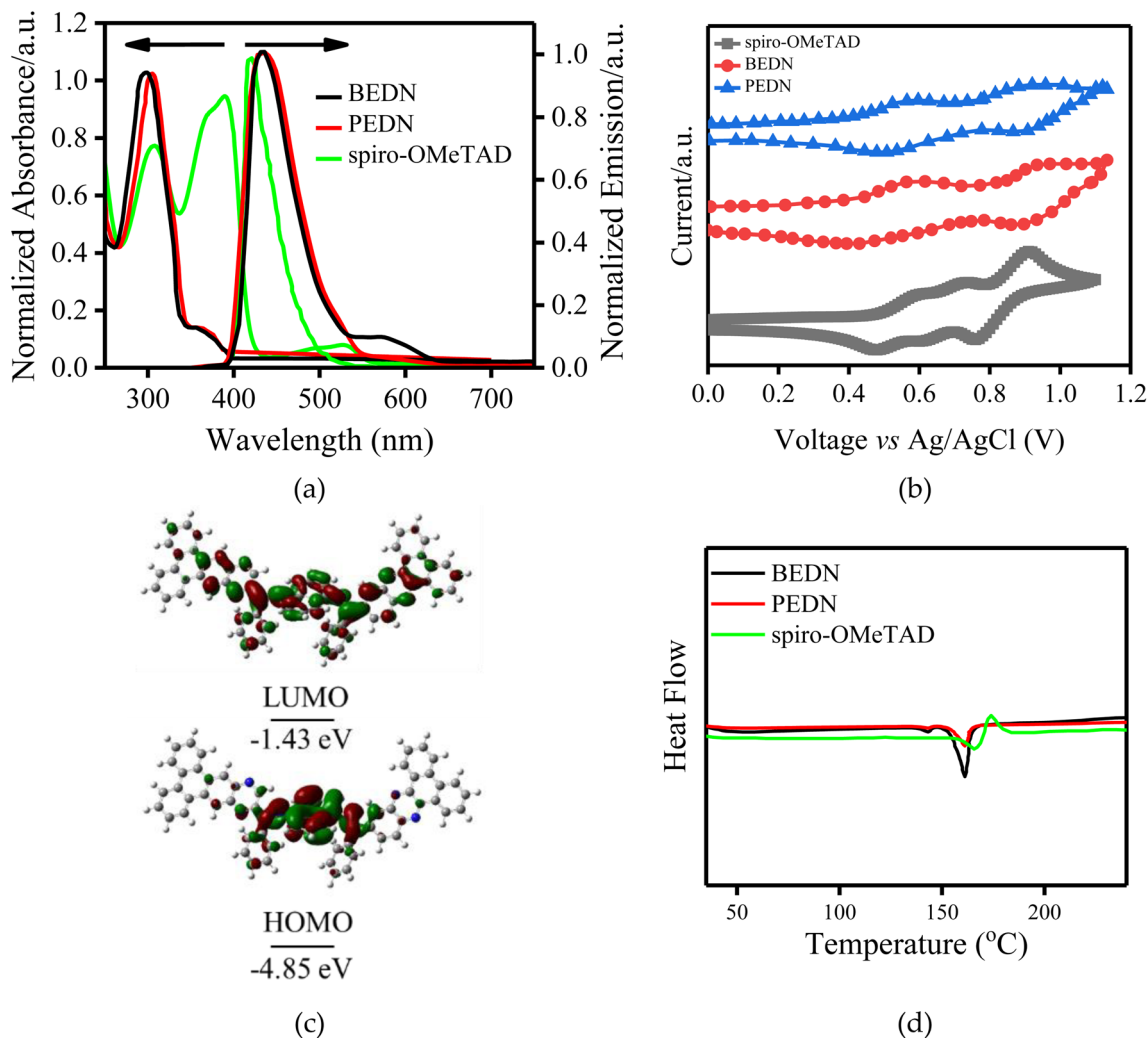 Normalized Absorbance/a.u.
1.2
1.0
0.8
0.6
0.4
0.2
0.0
BEDN
PEDN
spiro-OMeTAD
1.0
0.8
0.6
0.4
0.2
0.0
Normalized Emission/a.u.
300
400
500
600
700
Wavelength (nm)
(a)
spiro-OMeTAD
BEDN
PEDN
Current/a.u.
0.0
0.2
0.4
0.6
0.8
1.0
1.2
Voltage vs Ag/AgCl (V)
(b)
LUMO
-1.43 eV
HOMO
-4.85 eV
(c)
BEDN
PEDN
spiro-OMeTAD
Heat Flow
50
100
150
200
Temperature (°C)
(d)